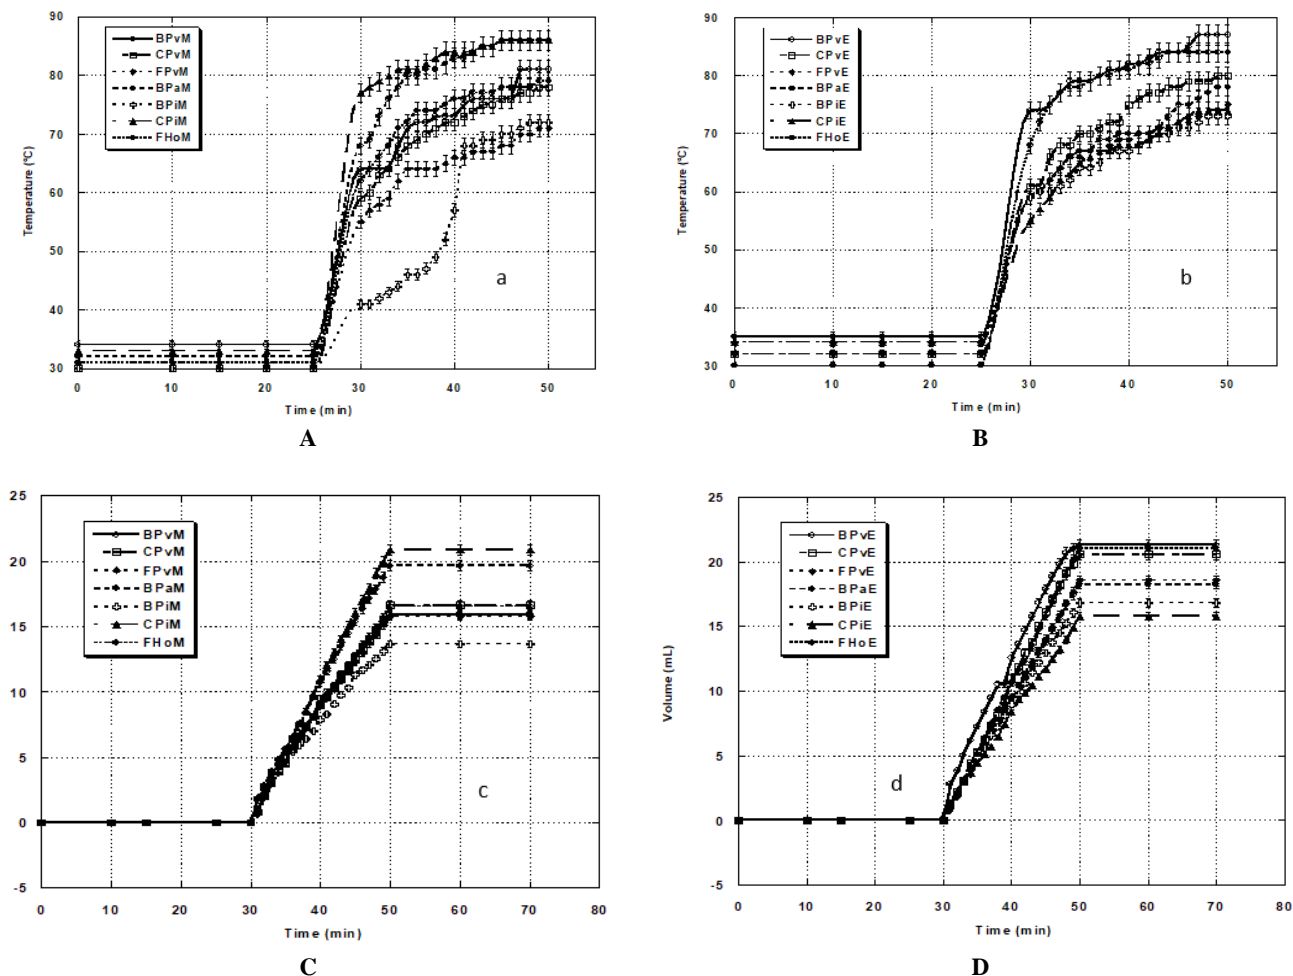 90
80
70
60
50
40
30
Temperature (°C)
BPvM
CPvM
FPvM
BPaM
BPiM
CPiM
FHoM
a
0 10 20 30 40 50
Time (min)
A
90
80
70
60
50
40
30
Temperature (°C)
BPvE
CPvE
FPvE
BPaE
BPiE
CPiE
FHoE
b
0 10 20 30 40 50
Time (min)
B
25
20
15
10
5
0
-5
BPvM
CPvM
FPvM
BPaM
BPiM
CPiM
FHoM
c
0 10 20 30 40 50 60 70 80
Time (min)
C
25
20
15
10
5
0
-5
Volume (mL)
BPvE
CPvE
FPvE
BPaE
BPiE
CPiE
FHoE
d
0 10 20 30 40 50 60 70 80
Time (min)
D